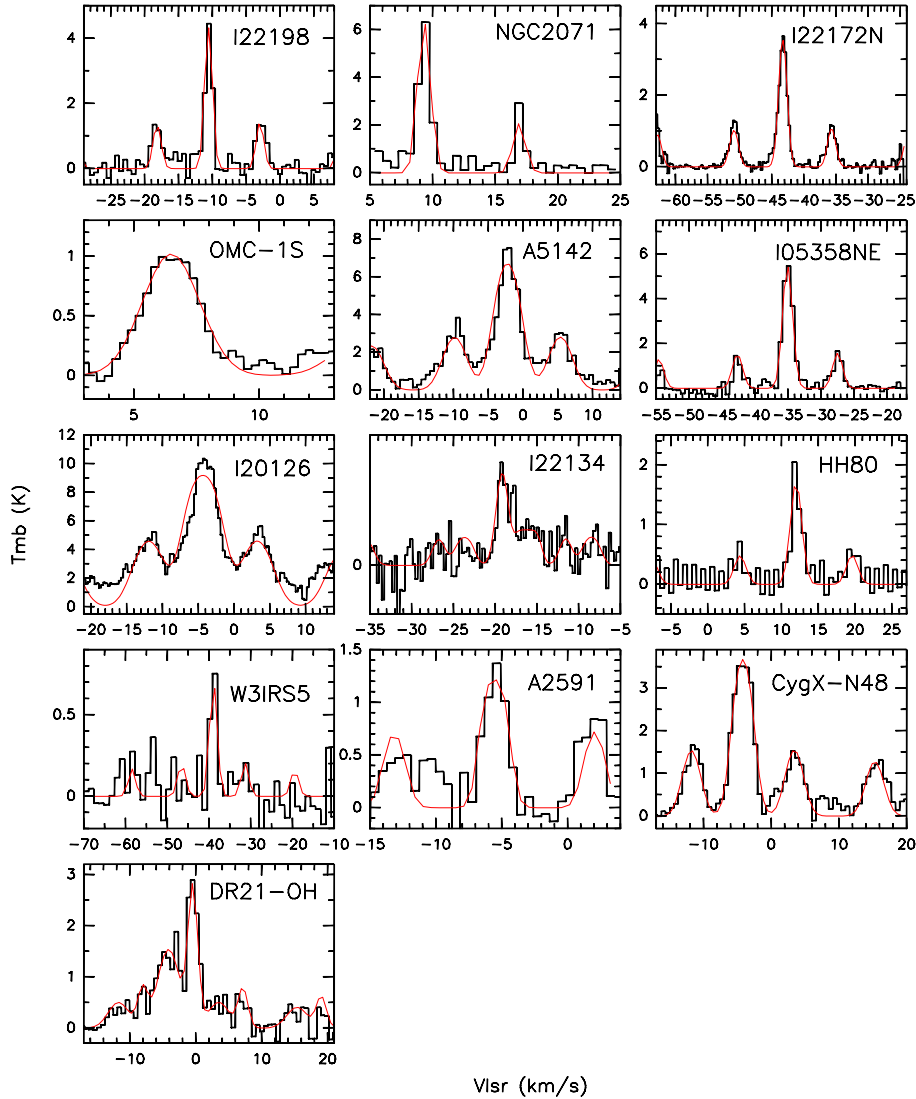 I22198 NGC2071 I22172N
4 2 0
6 4 2 0
4 2 0
−25 −20 −15 −10 −5 0 5
5 10 15 20 25
−60 −55 −50 −45 −40 −35 −30 −25
OMC−1S A5142 I05358NE
1 0.5 0
8 6 4 2 0
6 4 2 0
5 10
−20 −15 −10 −5 0 5 10
−55 −50 −45 −40 −35 −30 −25 −20
I20126 I22134 HH80
12 10 8 6 4 2 0
0
2 1 0
−20 −15 −10 −5 0 5 10
−35 −30 −25 −20 −15 −10 −5
−5 0 5 10 15 20 25
Tmb (K)
W3IRS5 A2591 CygX−N48
0.5 0
1.5 1 0.5 0
3 2 1 0
−70 −60 −50 −40 −30 −20 −10
−15 −10 −5 0
−10 0 10 20
DR21−OH
3 2 1 0
−10 0 10 20
Vlsr (km/s)